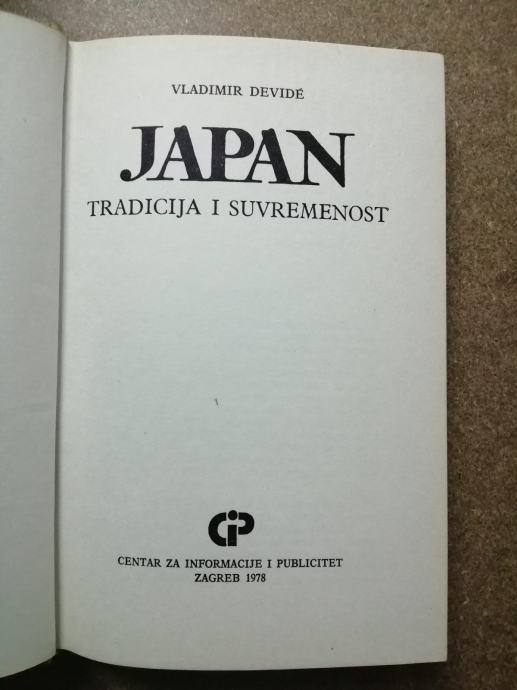 VLADIMIR DEVIDÉ
JAPAN
TRADICIJA I SUVREMENOST
CIP
CENTAR ZA INFORMACIJE I PUBLICITET
ZAGREB 1978